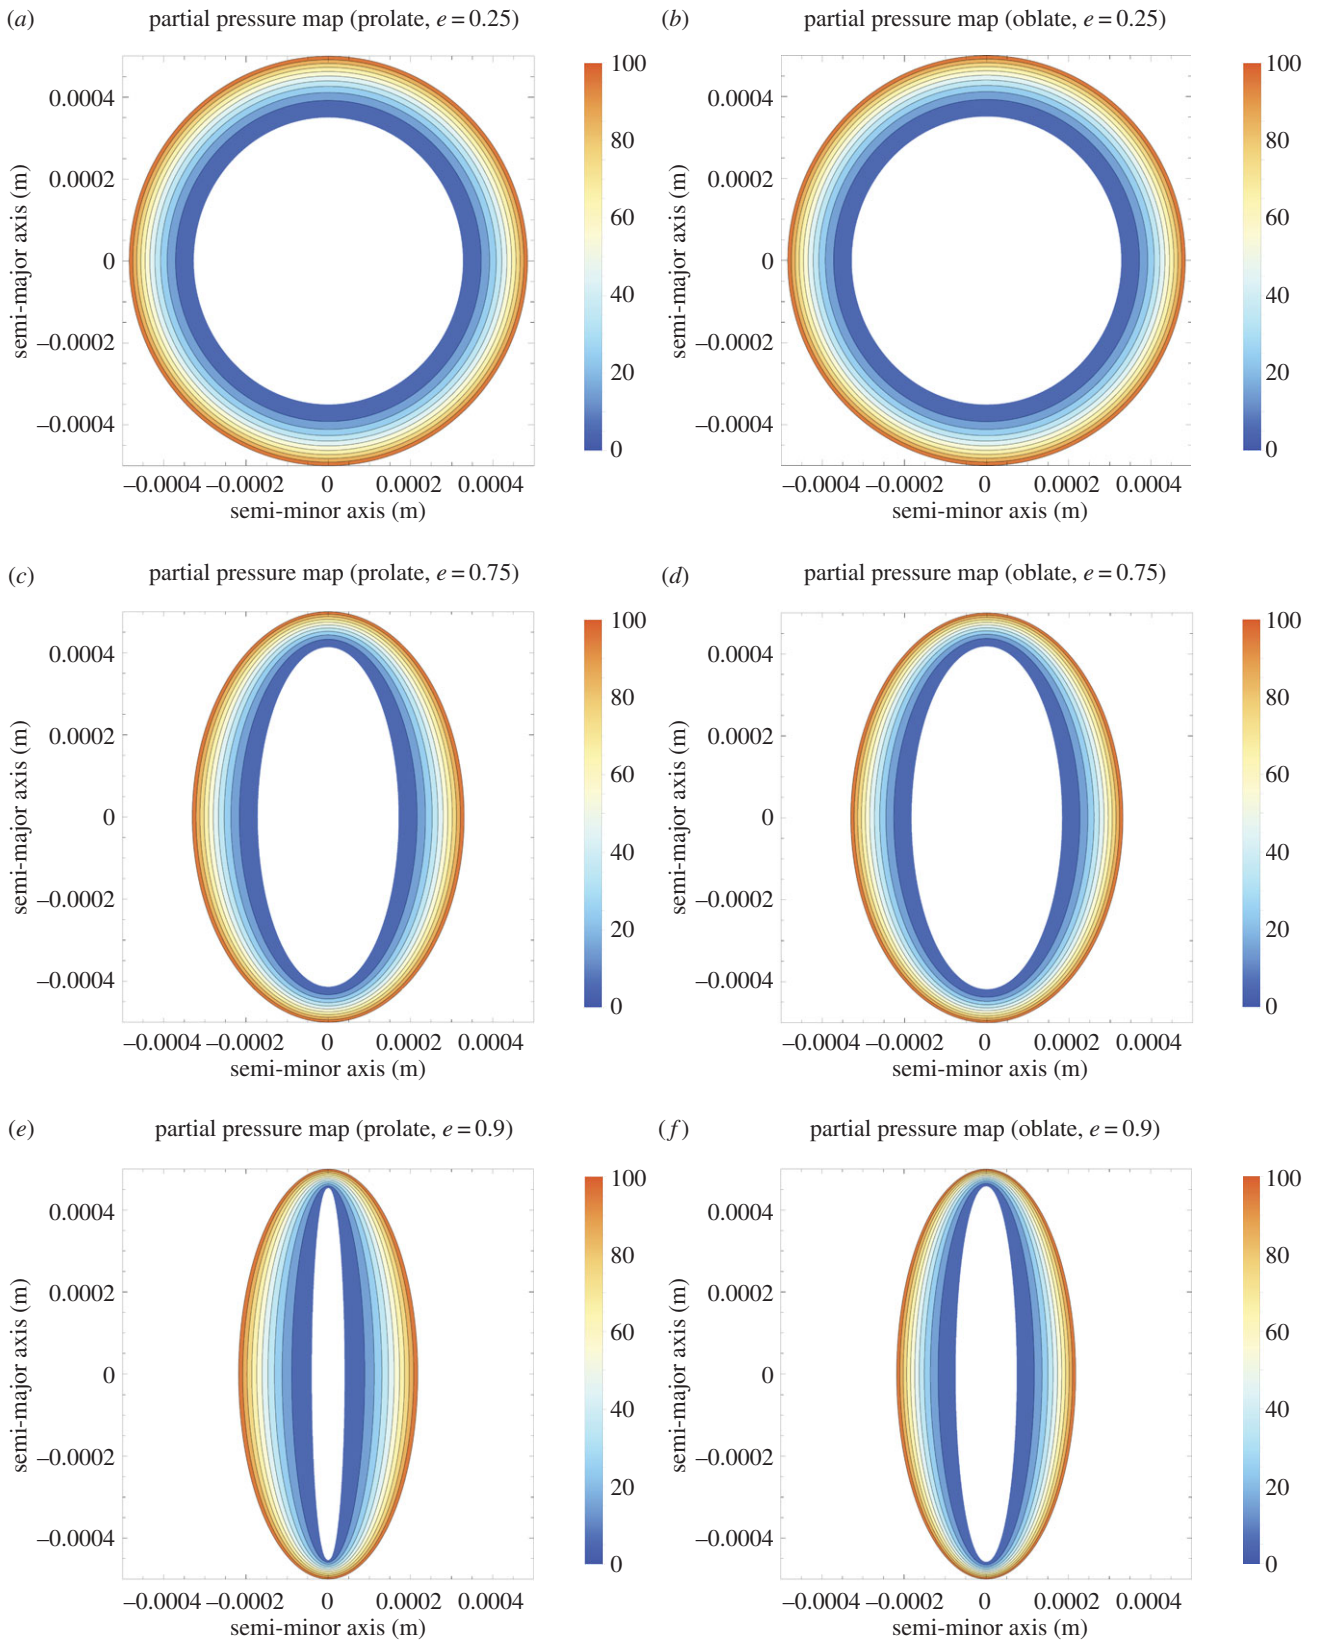 (a) partial pressure map (prolate, e = 0.25)
0.0004
0.0002
0
–0.0002
–0.0004
semi-major axis (m)
–0.0004 –0.0002 0 0.0002 0.0004
semi-minor axis (m)
100
80
60
40
20
0
(b) partial pressure map (oblate, e = 0.25)
0.0004
0.0002
0
–0.0002
–0.0004
semi-major axis (m)
–0.0004 –0.0002 0 0.0002 0.0004
semi-minor axis (m)
100
80
60
40
20
0
(c) partial pressure map (prolate, e = 0.75)
0.0004
0.0002
0
–0.0002
–0.0004
semi-major axis (m)
–0.0004 –0.0002 0 0.0002 0.0004
semi-minor axis (m)
100
80
60
40
20
0
(d) partial pressure map (oblate, e = 0.75)
0.0004
0.0002
0
–0.0002
–0.0004
semi-major axis (m)
–0.0004 –0.0002 0 0.0002 0.0004
semi-minor axis (m)
100
80
60
40
20
0
(e) partial pressure map (prolate, e = 0.9)
0.0004
0.0002
0
–0.0002
–0.0004
semi-major axis (m)
–0.0004 –0.0002 0 0.0002 0.0004
semi-minor axis (m)
100
80
60
40
20
0
(f) partial pressure map (oblate, e = 0.9)
0.0004
0.0002
0
–0.0002
–0.0004
semi-major axis (m)
–0.0004 –0.0002 0 0.0002 0.0004
semi-minor axis (m)
100
80
60
40
20
0